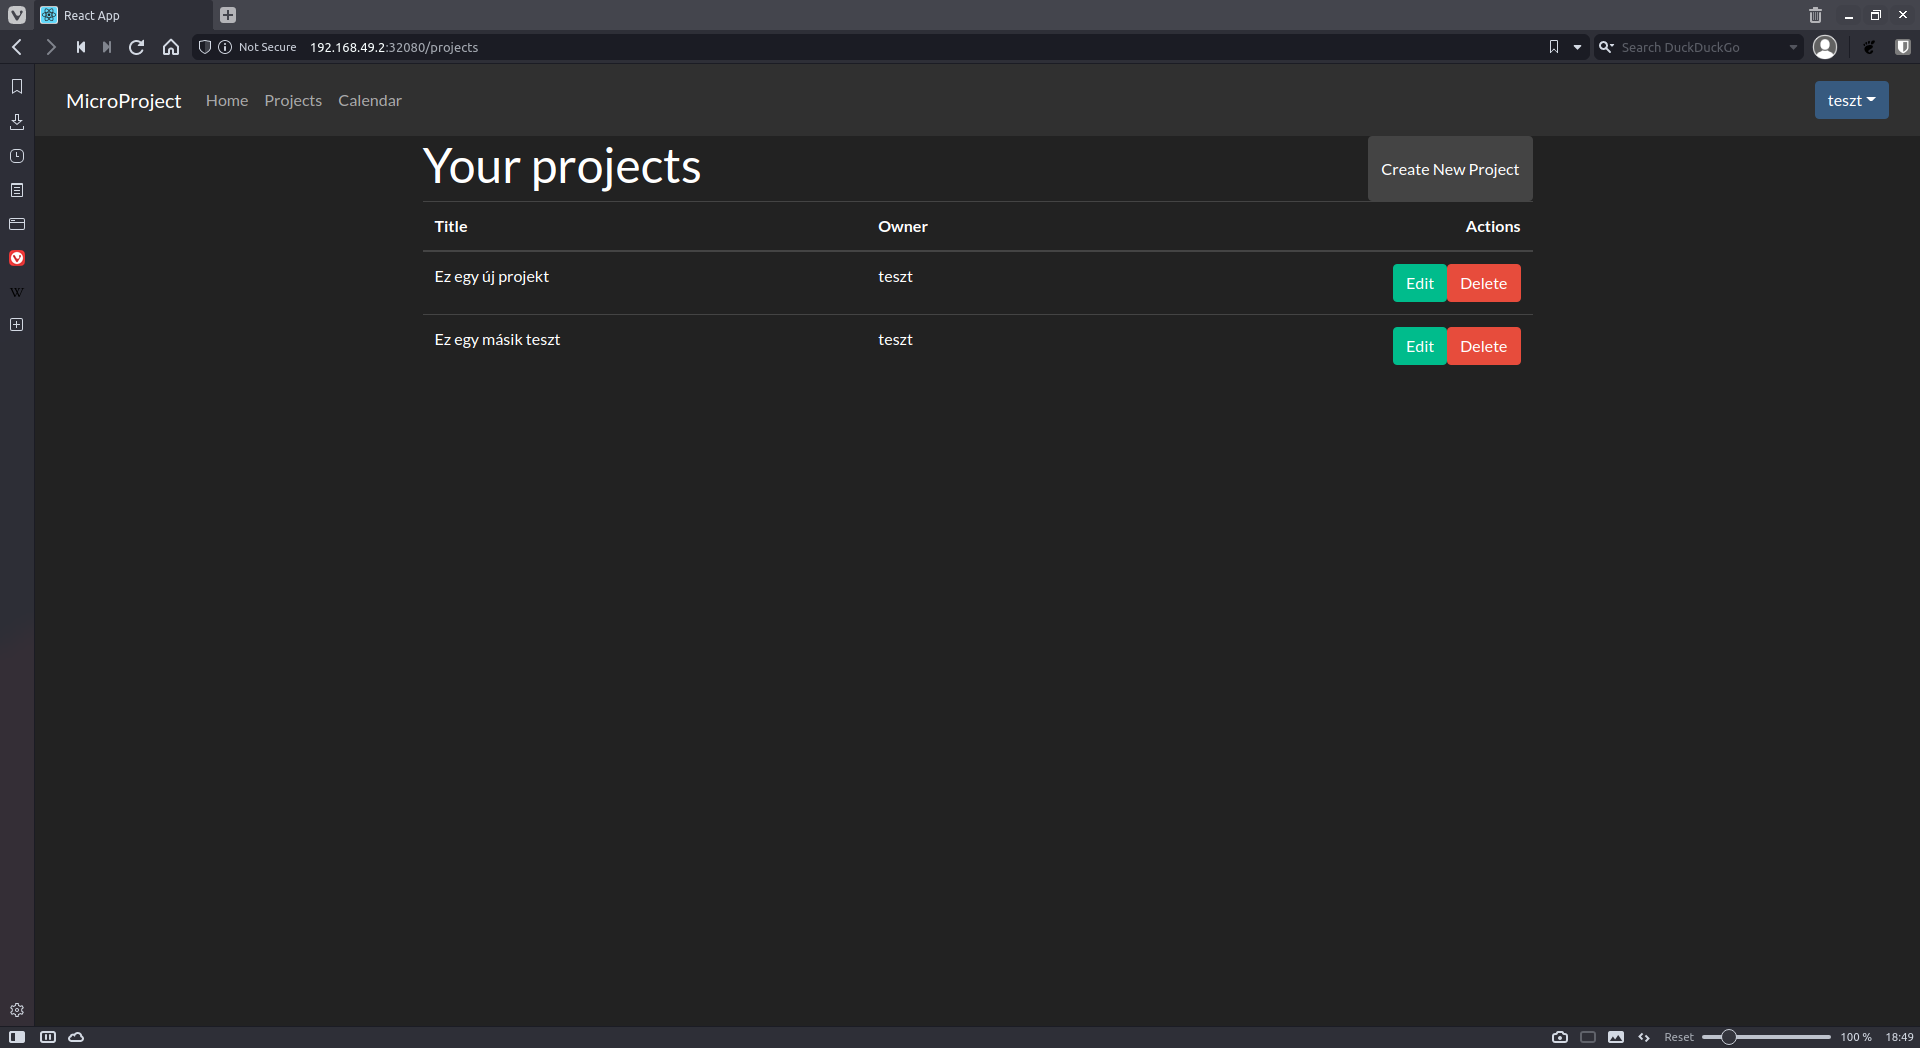 React App
Not Secure 192.168.49.2:32080/projects Search DuckDuckGo
MicroProject Home Projects Calendar teszt
Your projects Create New Project
Title Owner Actions
Ez egy új projekt teszt Edit Delete
Ez egy másik teszt teszt Edit Delete
W
Reset 100 % 18:49